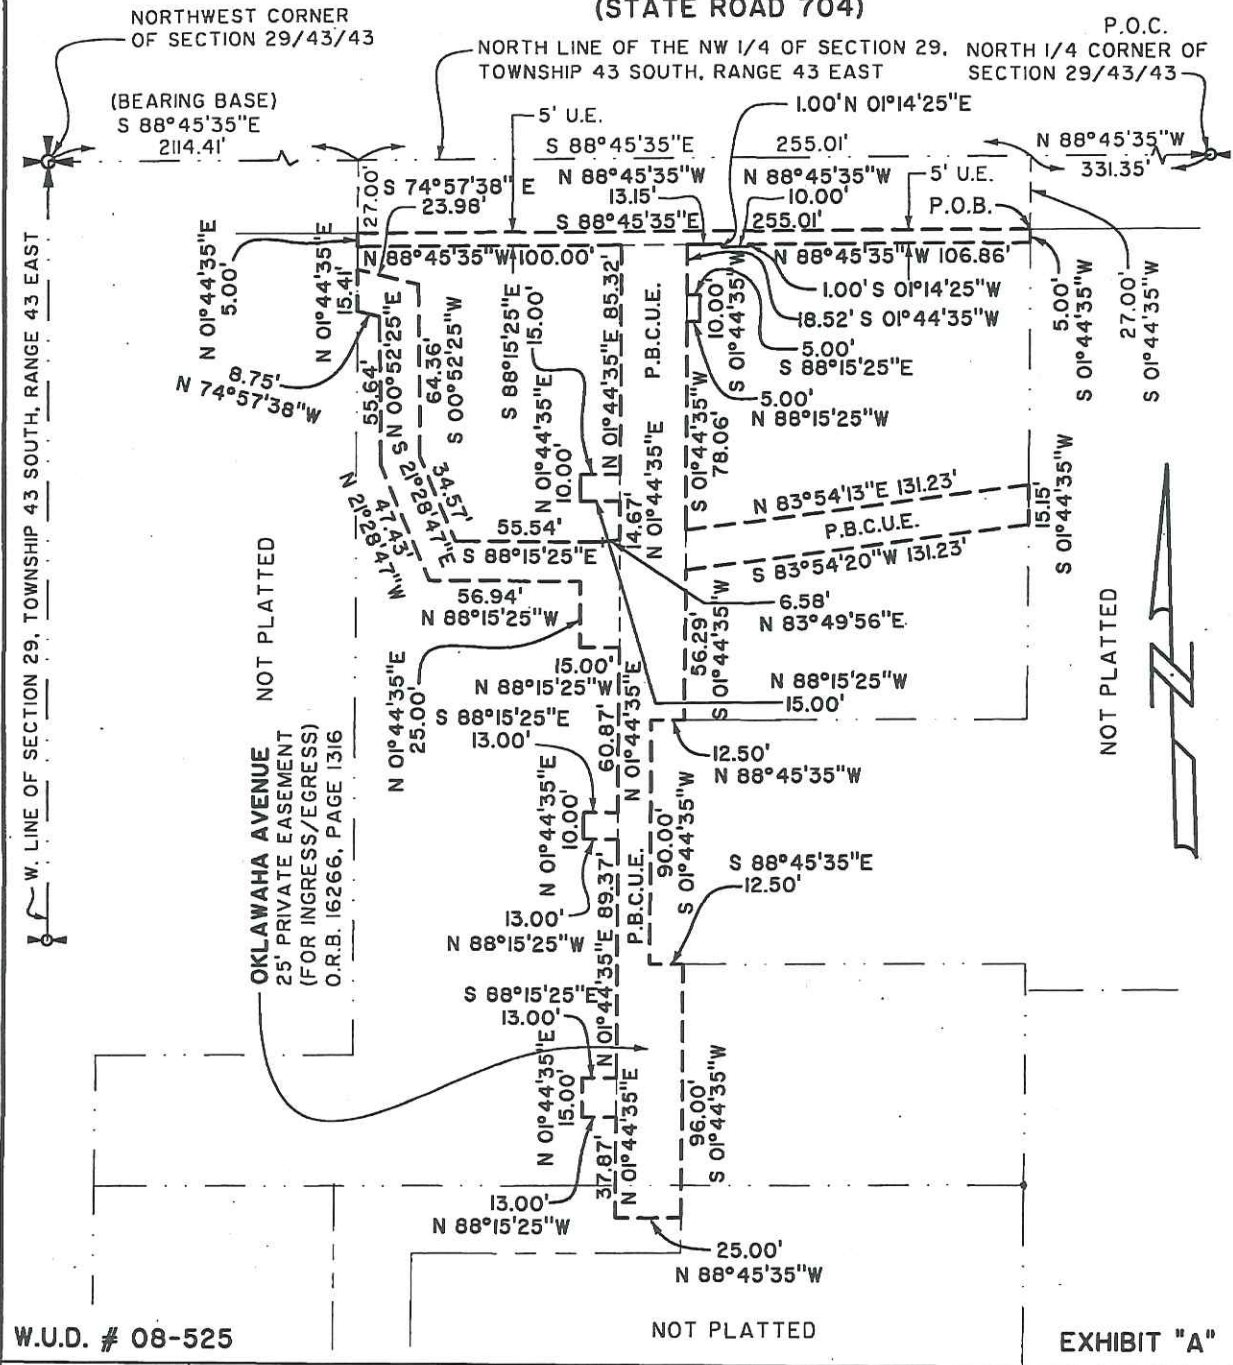 (STATE ROAD 704)
NORTHWEST CORNER
OF SECTION 29/43/43
NORTH LINE OF THE NW 1/4 OF SECTION 29,
TOWNSHIP 43 SOUTH, RANGE 43 EAST
P.O.C.
NORTH 1/4 CORNER OF
SECTION 29/43/43
(BEARING BASE)
S 88°45'35"E
2114.41'
5' U.E.
1.00' N 01°14'25"E
S 88°45'35"E
255.01'
N 88°45'35"W
331.35'
27.00'
S 74°57'38" E
23.98'
N 88°45'35"W
13.15'
N 88°45'35"W
10.00'
5' U.E.
S 88°45'35"E
255.01'
P.O.B.
N 01°44'35"E
5.00'
N 01°44'35"E
15.41'
N 88°45'35"W 100.00'
N 88°45'35"W 106.86'
5.00'
S 01°44'35"W
27.00'
S 01°44'35"W
1.00' S 01°14'25"W
18.52' S 01°44'35"W
10.00'
S 01°44'35"W
5.00'
S 88°15'25"E
5.00'
N 88°15'25"W
8.75'
N 74°57'38"W
55.64'
N 00°52'25"E
64.36'
S 00°52'25"W
S 88°15'25"E
15.00'
N 01°44'35"E 85.32'
P.B.C.U.E.
N 01°44'35"E
S 01°44'35"W
78.06'
N 01°44'35"E
10.00'
34.57'
S 21°28'47"E
47.43'
N 21°28'47"W
55.54'
S 88°15'25"E
14.67'
N 83°54'13"E 131.23'
P.B.C.U.E.
S 83°54'20"W 131.23'
15.15'
S 01°44'35"W
56.94'
N 88°15'25"W
6.58'
N 83°49'56"E
56.29'
S 01°44'35"W
N 01°44'35"E
25.00'
15.00'
N 88°15'25"W
N 88°15'25"W
15.00'
S 88°15'25"E
13.00'
60.87'
N 01°44'35"E
12.50'
N 88°45'35"W
N 01°44'35"E
10.00'
90.00'
S 01°44'35"W
P.B.C.U.E.
S 88°45'35"E
12.50'
13.00'
N 88°15'25"W
N 01°44'35"E 89.37'
S 88°15'25"E
13.00'
N 01°44'35"E
15.00'
N 01°44'35"E
37.87'
96.00'
S 01°44'35"W
13.00'
N 88°15'25"W
25.00'
N 88°45'35"W
W. LINE OF SECTION 29, TOWNSHIP 43 SOUTH, RANGE 43 EAST
NOT PLATTED
OKLAWAHA AVENUE
25' PRIVATE EASEMENT
(FOR INGRESS/EGRESS)
O.R.B. 16266, PAGE 1316
NOT PLATTED
NOT PLATTED
W.U.D. # 08-525
EXHIBIT "A"